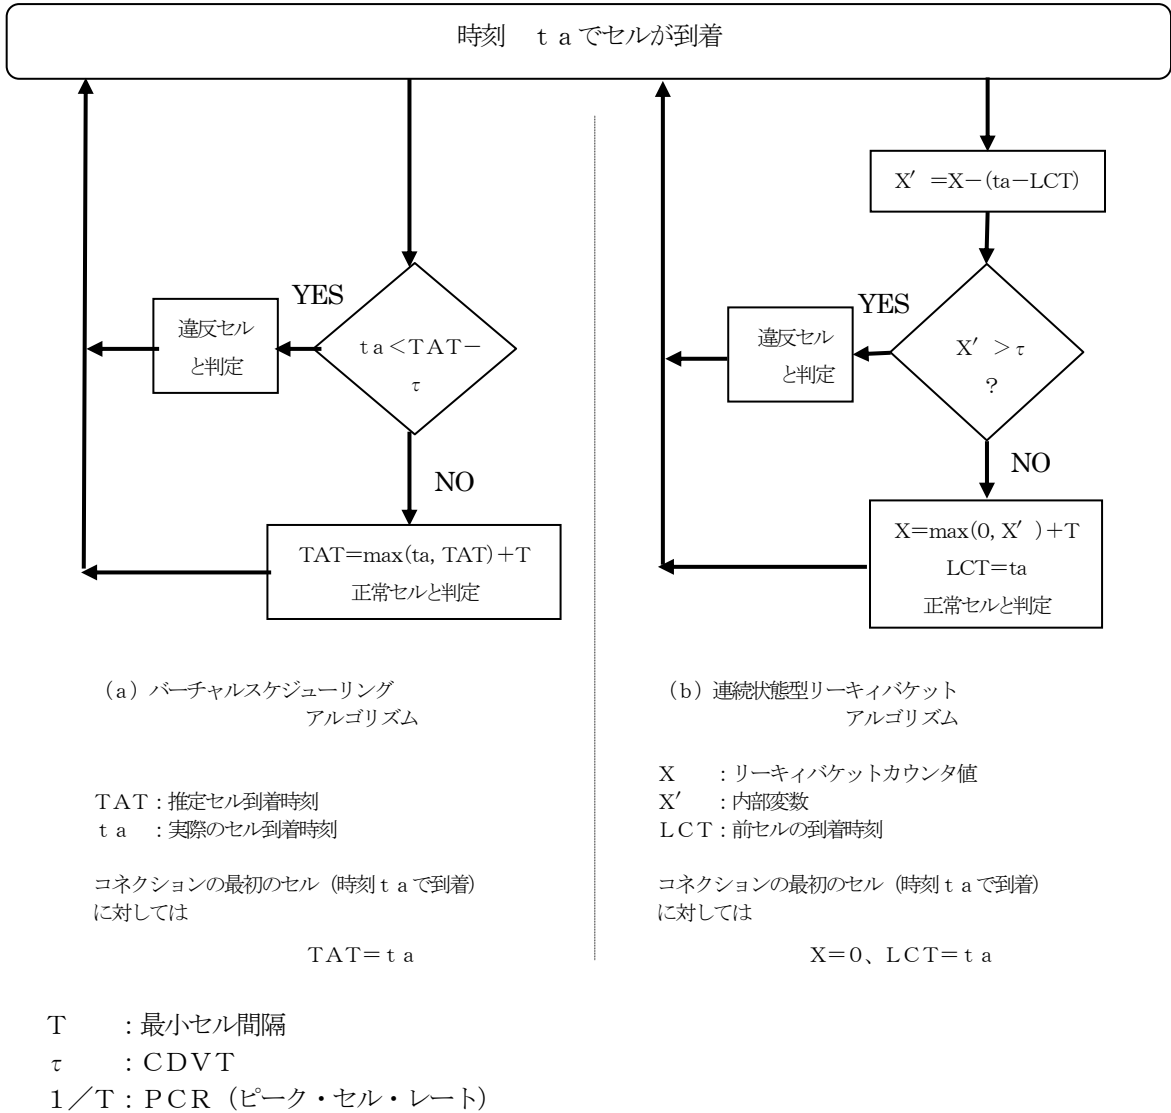 時刻　ｔａでセルが到着
YES
違反セル
と判定
ｔａ＜TAT－
τ
NO
TAT＝max(ta, TAT)＋T
正常セルと判定
X′＝X－(ta－LCT)
YES
違反セル
と判定
X′＞τ
？
NO
X＝max(0, X′)＋T
LCT＝ta
正常セルと判定
（ａ）バーチャルスケジューリング
アルゴリズム
ＴＡＴ：推定セル到着時刻
ｔａ　：実際のセル到着時刻
コネクションの最初のセル（時刻ｔａで到着）
に対しては
ＴＡＴ＝ｔａ
（ｂ）連続状態型リーキィバケット
アルゴリズム
Ｘ　　：リーキィバケットカウンタ値
Ｘ′　：内部変数
ＬＣＴ：前セルの到着時刻
コネクションの最初のセル（時刻ｔａで到着）
に対しては
Ｘ＝０、ＬＣＴ＝ｔａ
Ｔ　　：最小セル間隔
τ　　：ＣＤＶＴ
１／Ｔ：ＰＣＲ（ピーク・セル・レート）